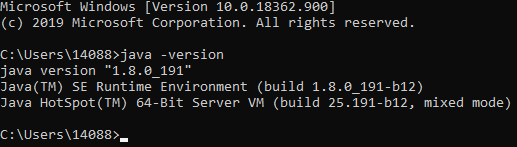 Microsoft Windows [Version 10.0.18362.900]
(c) 2019 Microsoft Corporation. All rights reserved.
C:\Users\14088>java -version
java version "1.8.0_191"
Java(TM) SE Runtime Environment (build 1.8.0_191-b12)
Java HotSpot(TM) 64-Bit Server VM (build 25.191-b12, mixed mode)
C:\Users\14088>